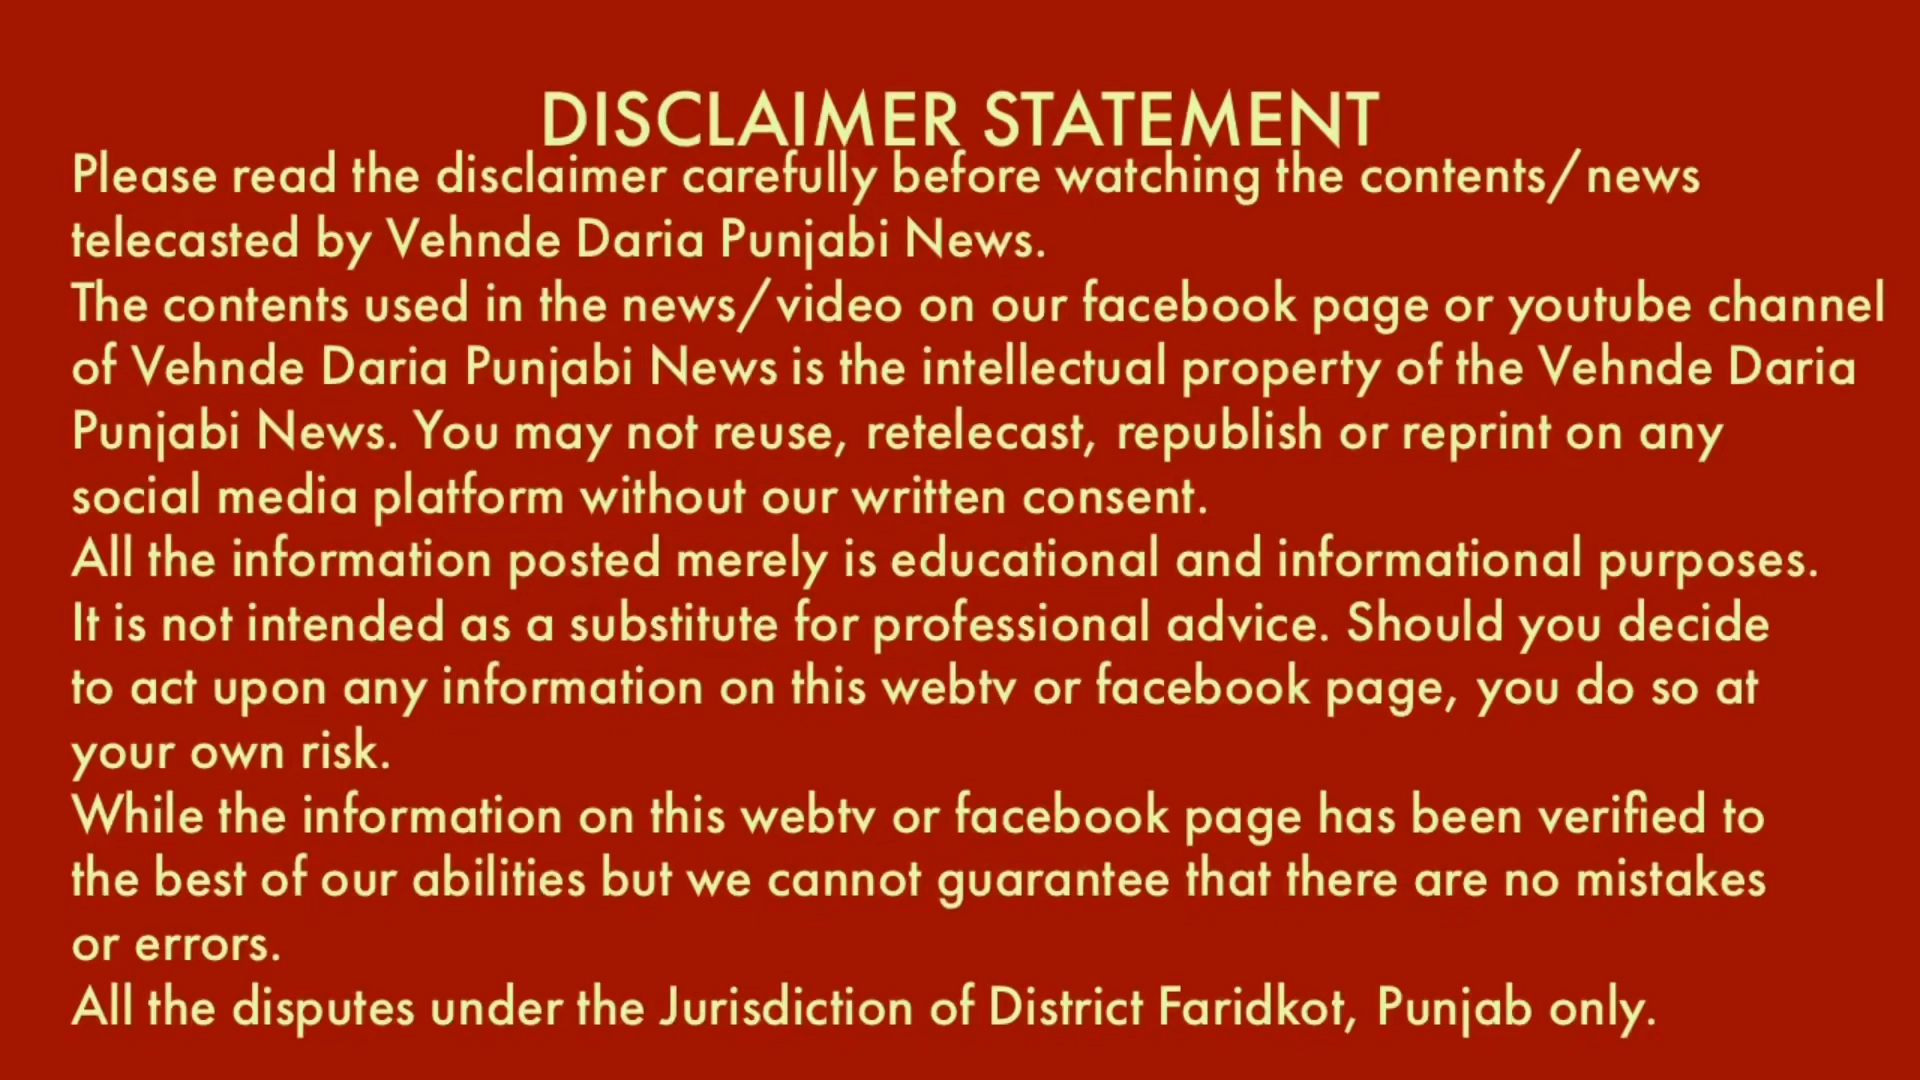 DISCLAIMER STATEMENT
Please read the disclaimer carefully before watching the contents/news
telecasted by Vehnde Daria Punjabi News.
The contents used in the news/video on our facebook page or youtube channel
of Vehnde Daria Punjabi News is the intellectual property of the Vehnde Daria
Punjabi News. You may not reuse, retelecast, republish or reprint on any
social media platform without our written consent.
All the information posted merely is educational and informational purposes.
It is not intended as a substitute for professional advice. Should you decide
to act upon any information on this webtv or facebook page, you do so at
your own risk.
While the information on this webtv or facebook page has been verified to
the best of our abilities but we cannot guarantee that there are no mistakes
or errors.
All the disputes under the Jurisdiction of District Faridkot, Punjab only.